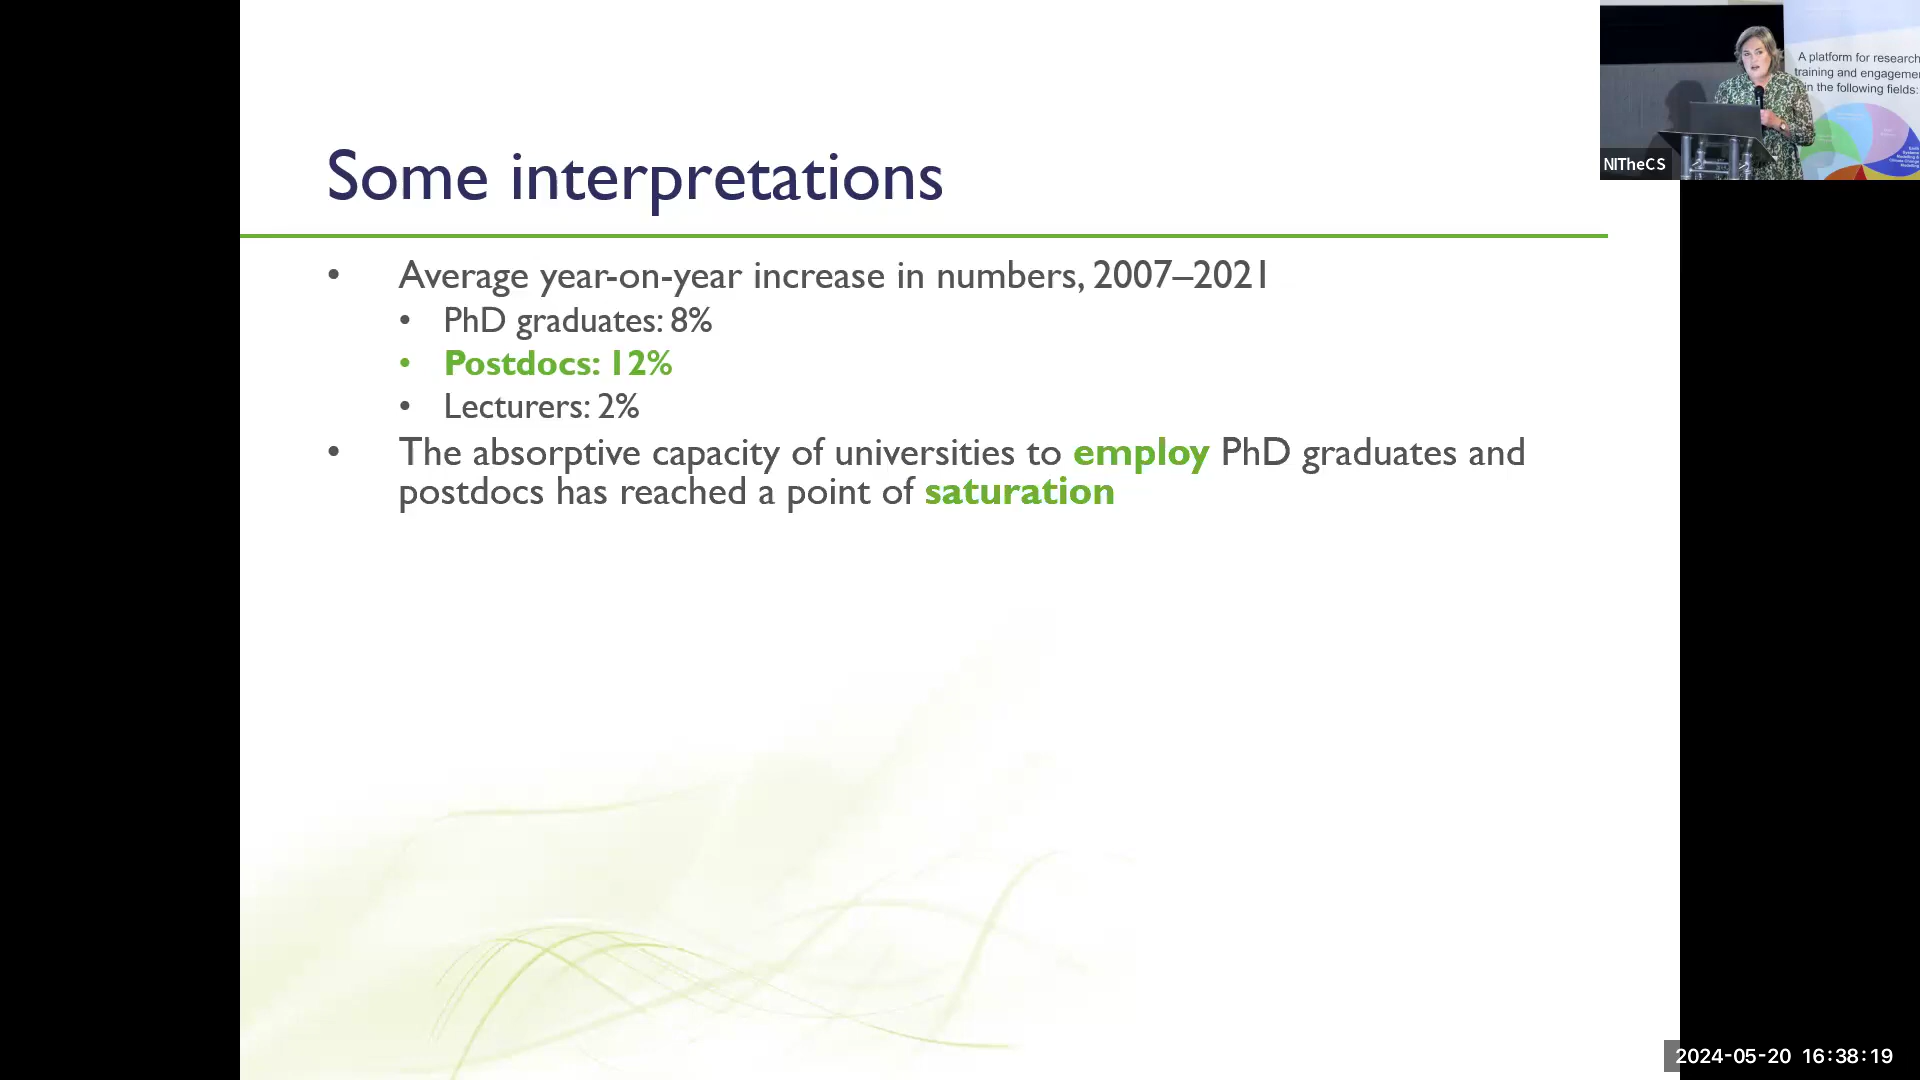 Some interpretations
• Average year-on-year increase in numbers, 2007–2021
• PhD graduates: 8%
• Postdocs: 12%
• Lecturers: 2%
• The absorptive capacity of universities to employ PhD graduates and
postdocs has reached a point of saturation
A platform for research
training and engagemen
in the following fields:
NITheCS
2024-05-20 16:38:19